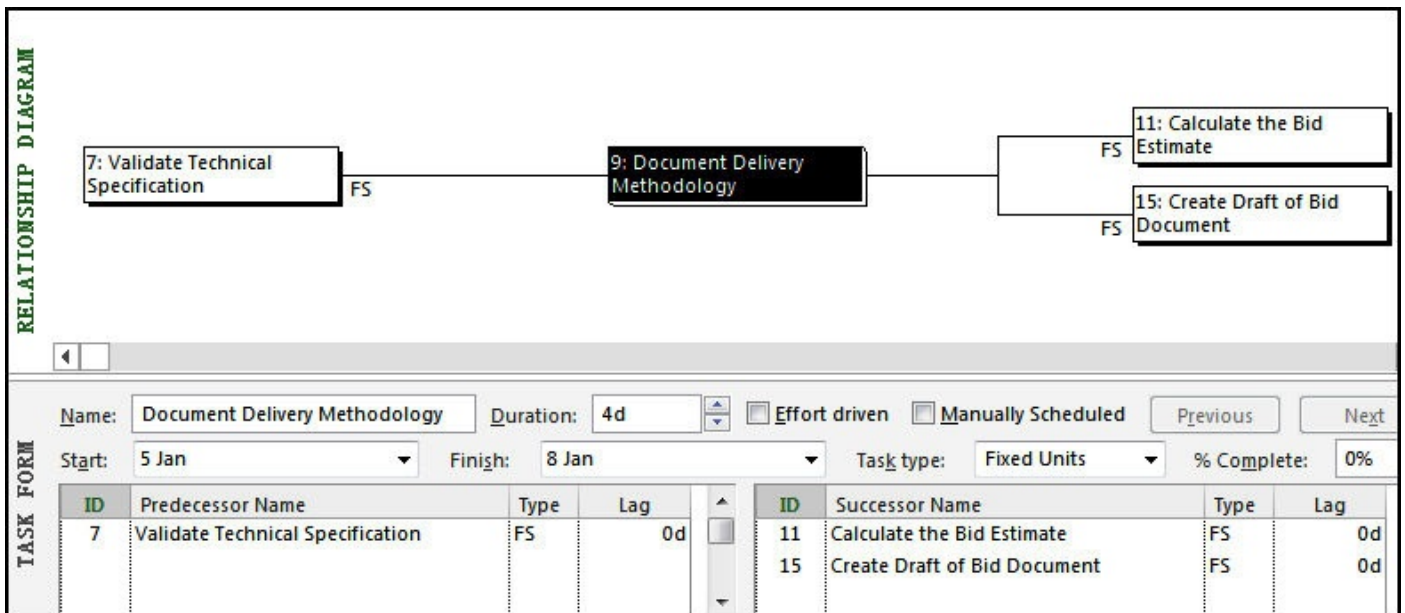 RELATIONSHIP DIAGRAM
7: Validate Technical
Specification
FS
9: Document Delivery
Methodology
FS
11: Calculate the Bid
Estimate
FS
15: Create Draft of Bid
Document
TASK FORM
Name: Document Delivery Methodology Duration: 4d Effort driven Manually Scheduled Previous Next
Start: 5 Jan Finish: 8 Jan Task type: Fixed Units % Complete: 0%
ID Predecessor Name Type Lag ID Successor Name Type Lag
7 Validate Technical Specification FS 0d 11 Calculate the Bid Estimate FS 0d
15 Create Draft of Bid Document FS 0d